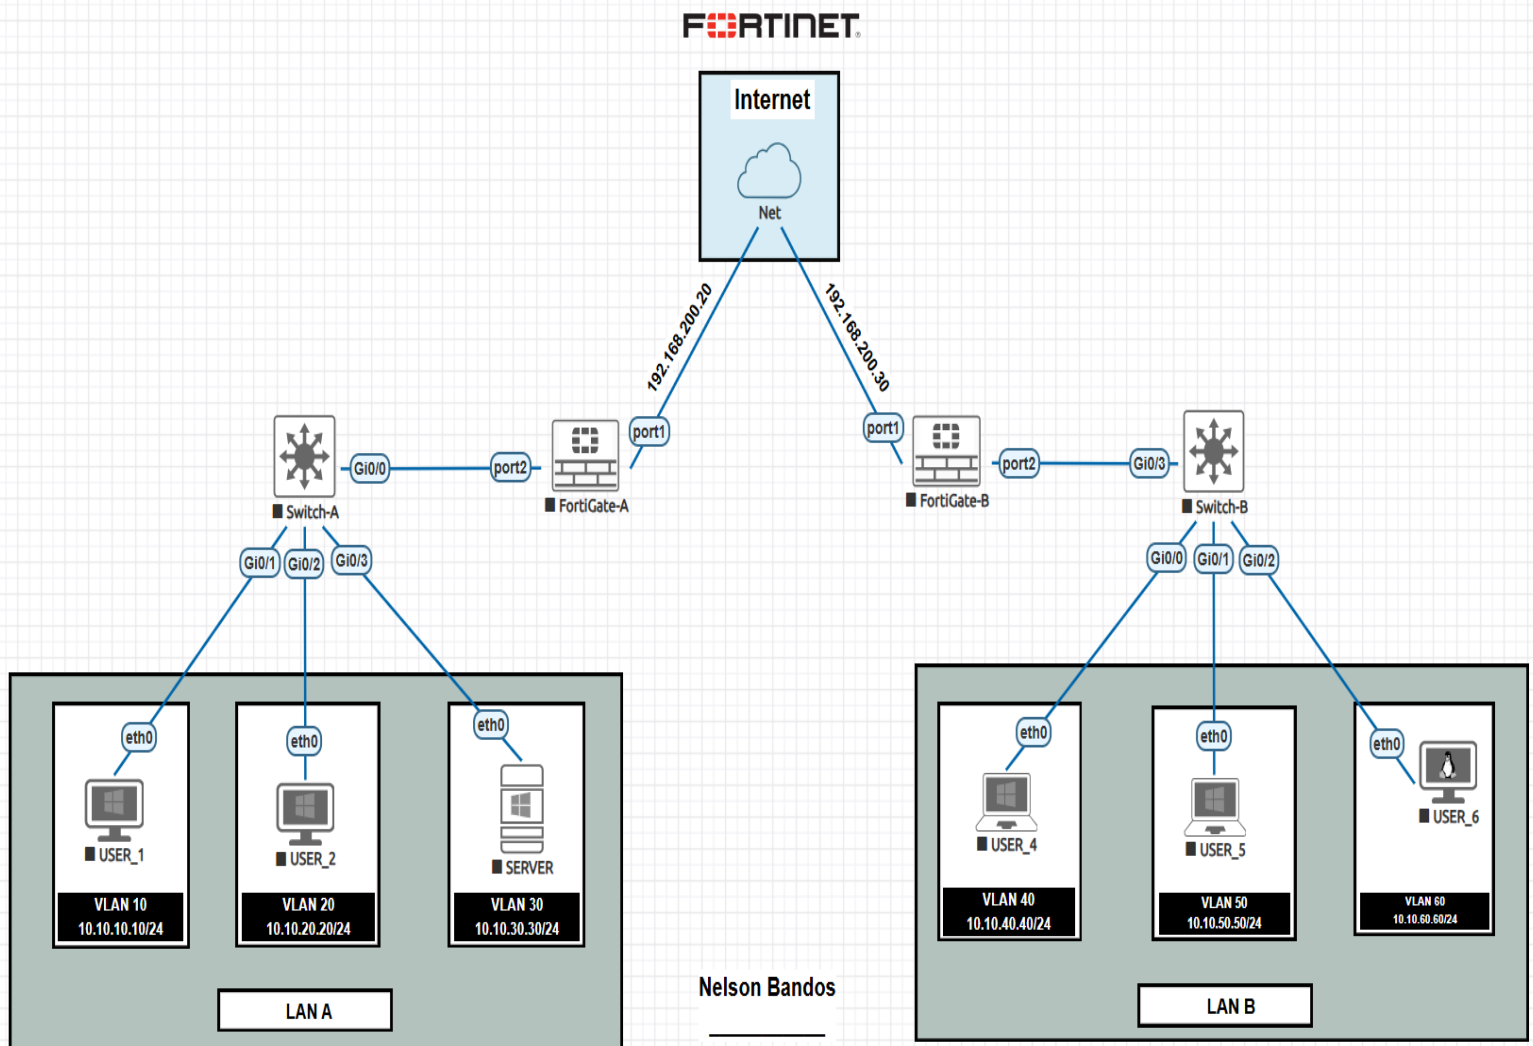 FORTINET
Internet
Net
192.168.200.20
192.168.200.30
port1
port1
Gi0/0
port2
port2
Gi0/3
Switch-A
FortiGate-A
FortiGate-B
Switch-B
Gi0/1
Gi0/2
Gi0/3
Gi0/0
Gi0/1
Gi0/2
eth0
eth0
eth0
USER_1
USER_2
SERVER
VLAN 10
10.10.10.10/24
VLAN 20
10.10.20.20/24
VLAN 30
10.10.30.30/24
LAN A
eth0
eth0
eth0
USER_4
USER_5
USER_6
VLAN 40
10.10.40.40/24
VLAN 50
10.10.50.50/24
VLAN 60
10.10.60.60/24
LAN B
Nelson Bandos